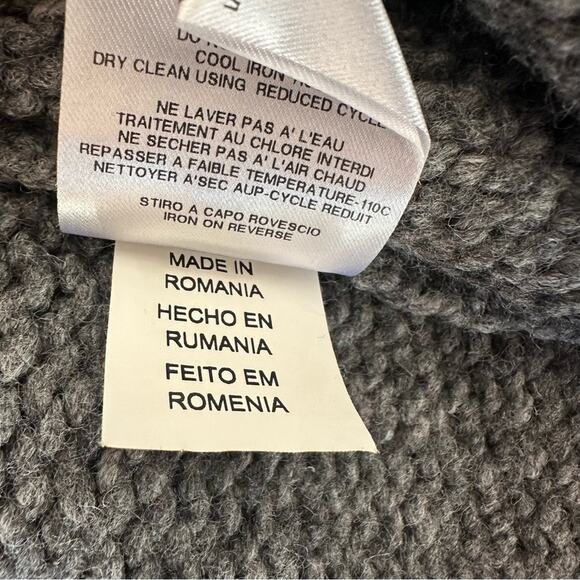 COOL IRON
DRY CLEAN USING REDUCED CYCLE
NE LAVER PAS A' L'EAU
TRAITEMENT AU CHLORE INTERDI
NE SECHER PAS A' L'AIR CHAUD
REPASSER A FAIBLE TEMPERATURE-110C
NETTOYER A'SEC AUP-CYCLE REDUIT
STIRO A CAPO ROVESCIO
IRON ON REVERSE
MADE IN
ROMANIA
HECHO EN
RUMANIA
FEITO EM
ROMENIA